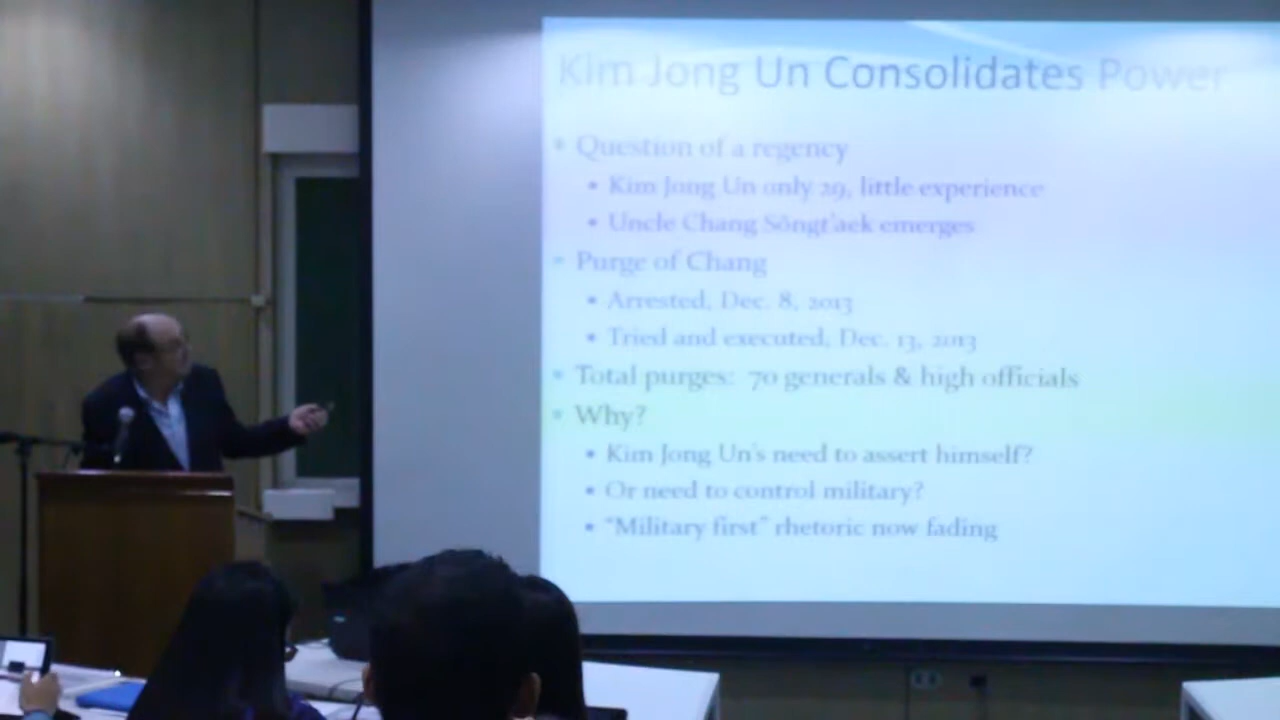 Kim Jong Un Consolidates Power
• Question of a regency
• Kim Jong Un only 29, little experience
• Uncle Chang Sŏngt'aek emerges
• Purge of Chang
• Arrested, Dec. 8, 2013
• Tried and executed, Dec. 13, 2013
• Total purges: 70 generals & high officials
• Why?
• Kim Jong Un's need to assert himself?
• Or need to control military?
• "Military first" rhetoric now fading